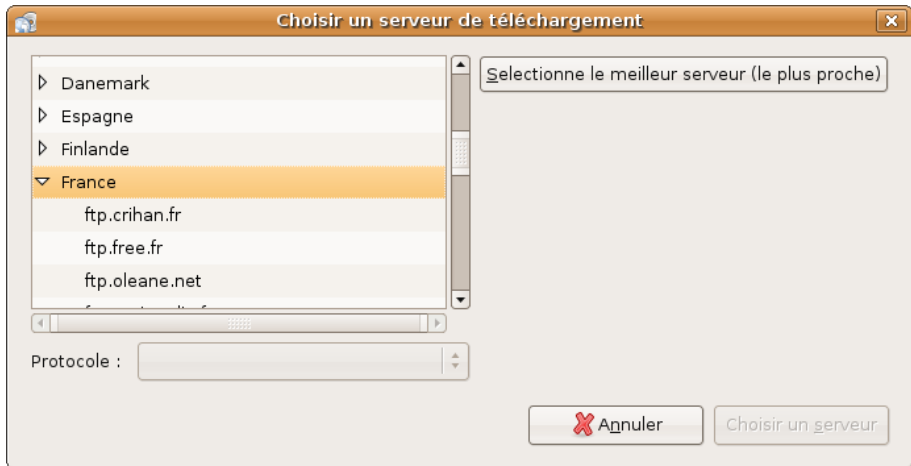 Choisir un serveur de téléchargement
Danemark
Selectionne le meilleur serveur (le plus proche)
Espagne
Finlande
France
ftp.crihan.fr
ftp.free.fr
ftp.oleane.net
Protocole :
Annuler
Choisir un serveur